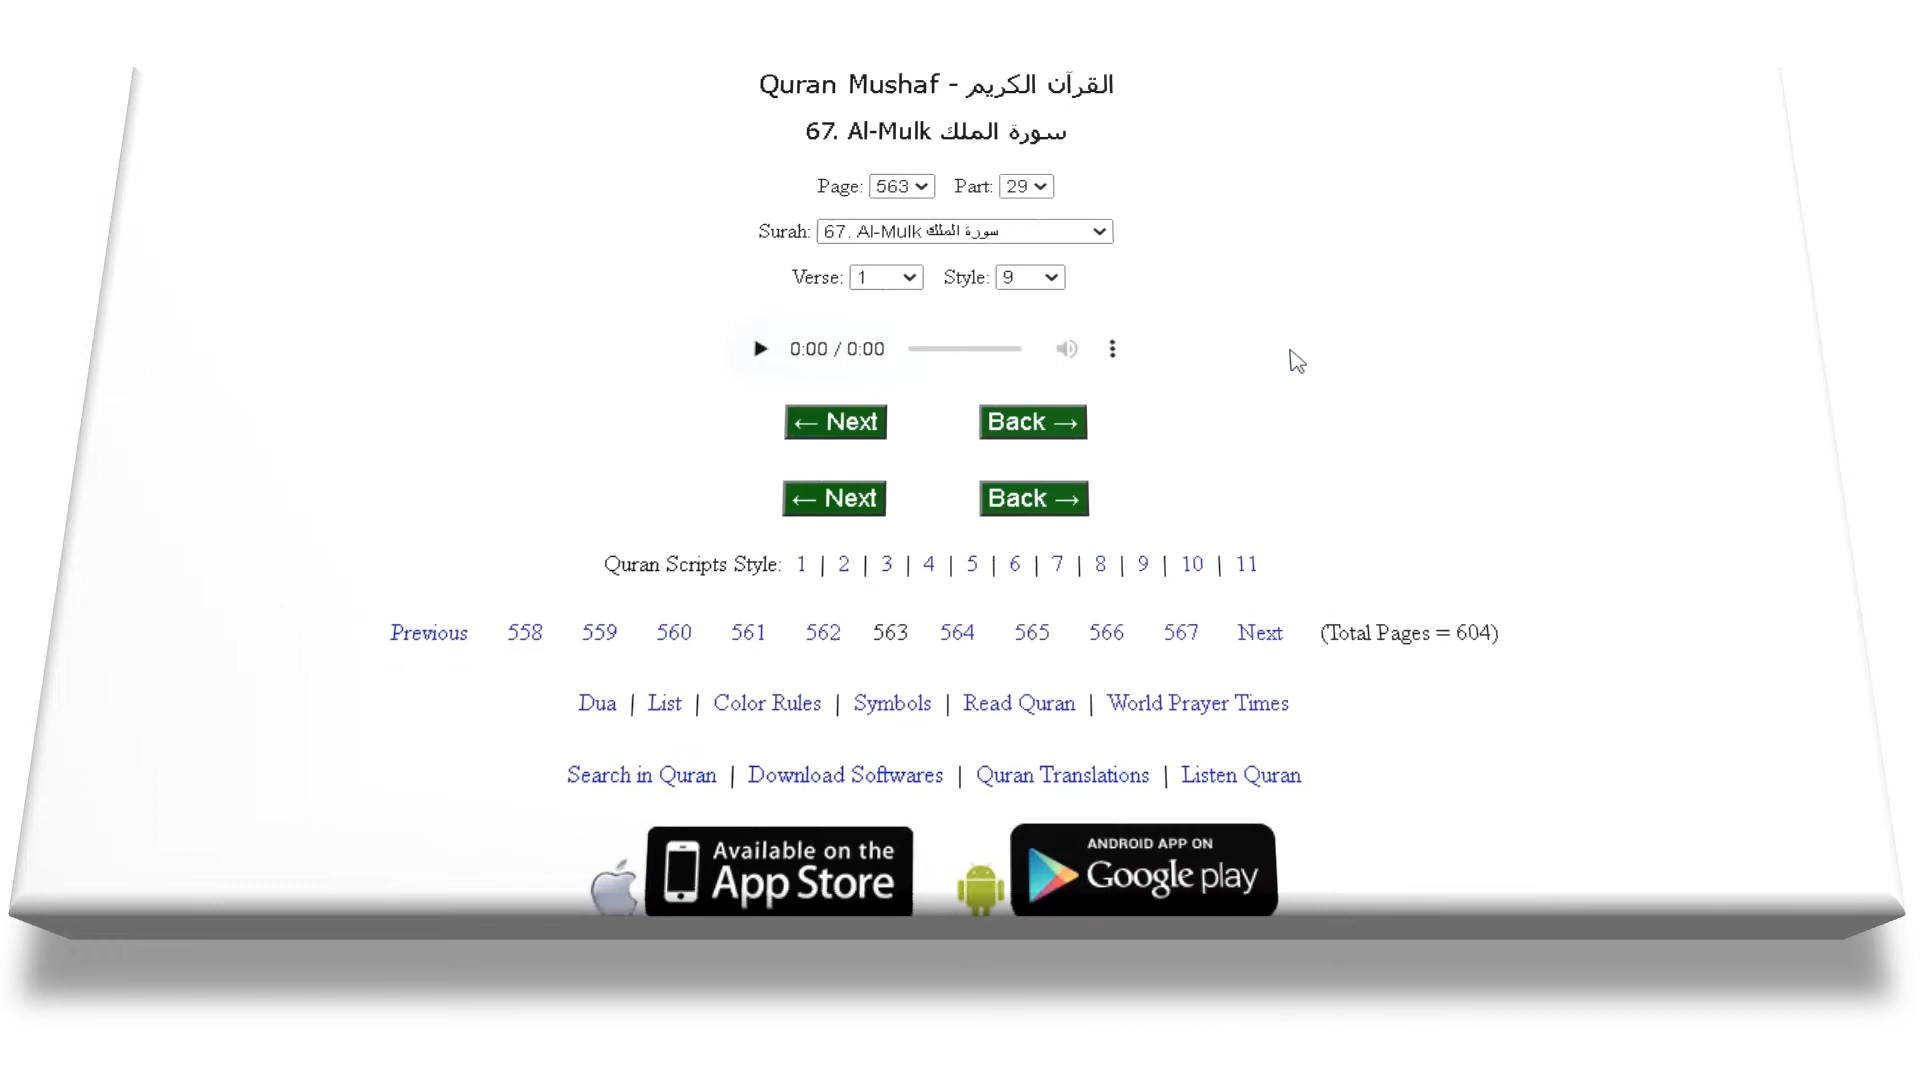 Quran Mushaf - القرآن الكريم
67. Al-Mulk سورة الملك
Page: 563 Part: 29
Surah: 67. Al-Mulk سورة الملك
Verse: 1 Style: 9
0:00 / 0:00
← Next Back →
← Next Back →
Quran Scripts Style: 1 | 2 | 3 | 4 | 5 | 6 | 7 | 8 | 9 | 10 | 11
Previous 558 559 560 561 562 563 564 565 566 567 Next (Total Pages = 604)
Dua | List | Color Rules | Symbols | Read Quran | World Prayer Times
Search in Quran | Download Softwares | Quran Translations | Listen Quran
Available on the App Store
ANDROID APP ON Google play